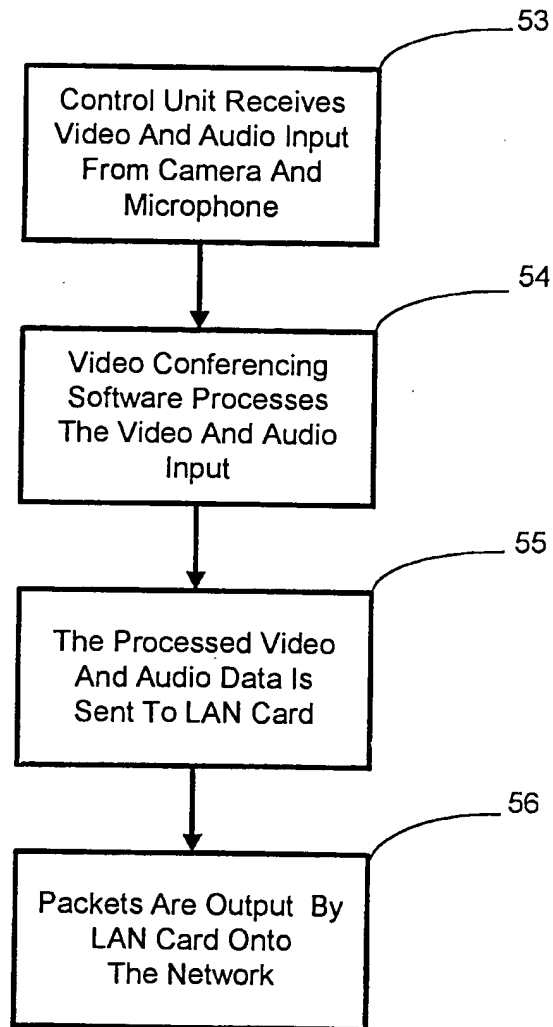 53
Control Unit Receives
Video And Audio Input
From Camera And
Microphone
54
Video Conferencing
Software Processes
The Video And Audio
Input
55
The Processed Video
And Audio Data Is
Sent To LAN Card
56
Packets Are Output By
LAN Card Onto
The Network